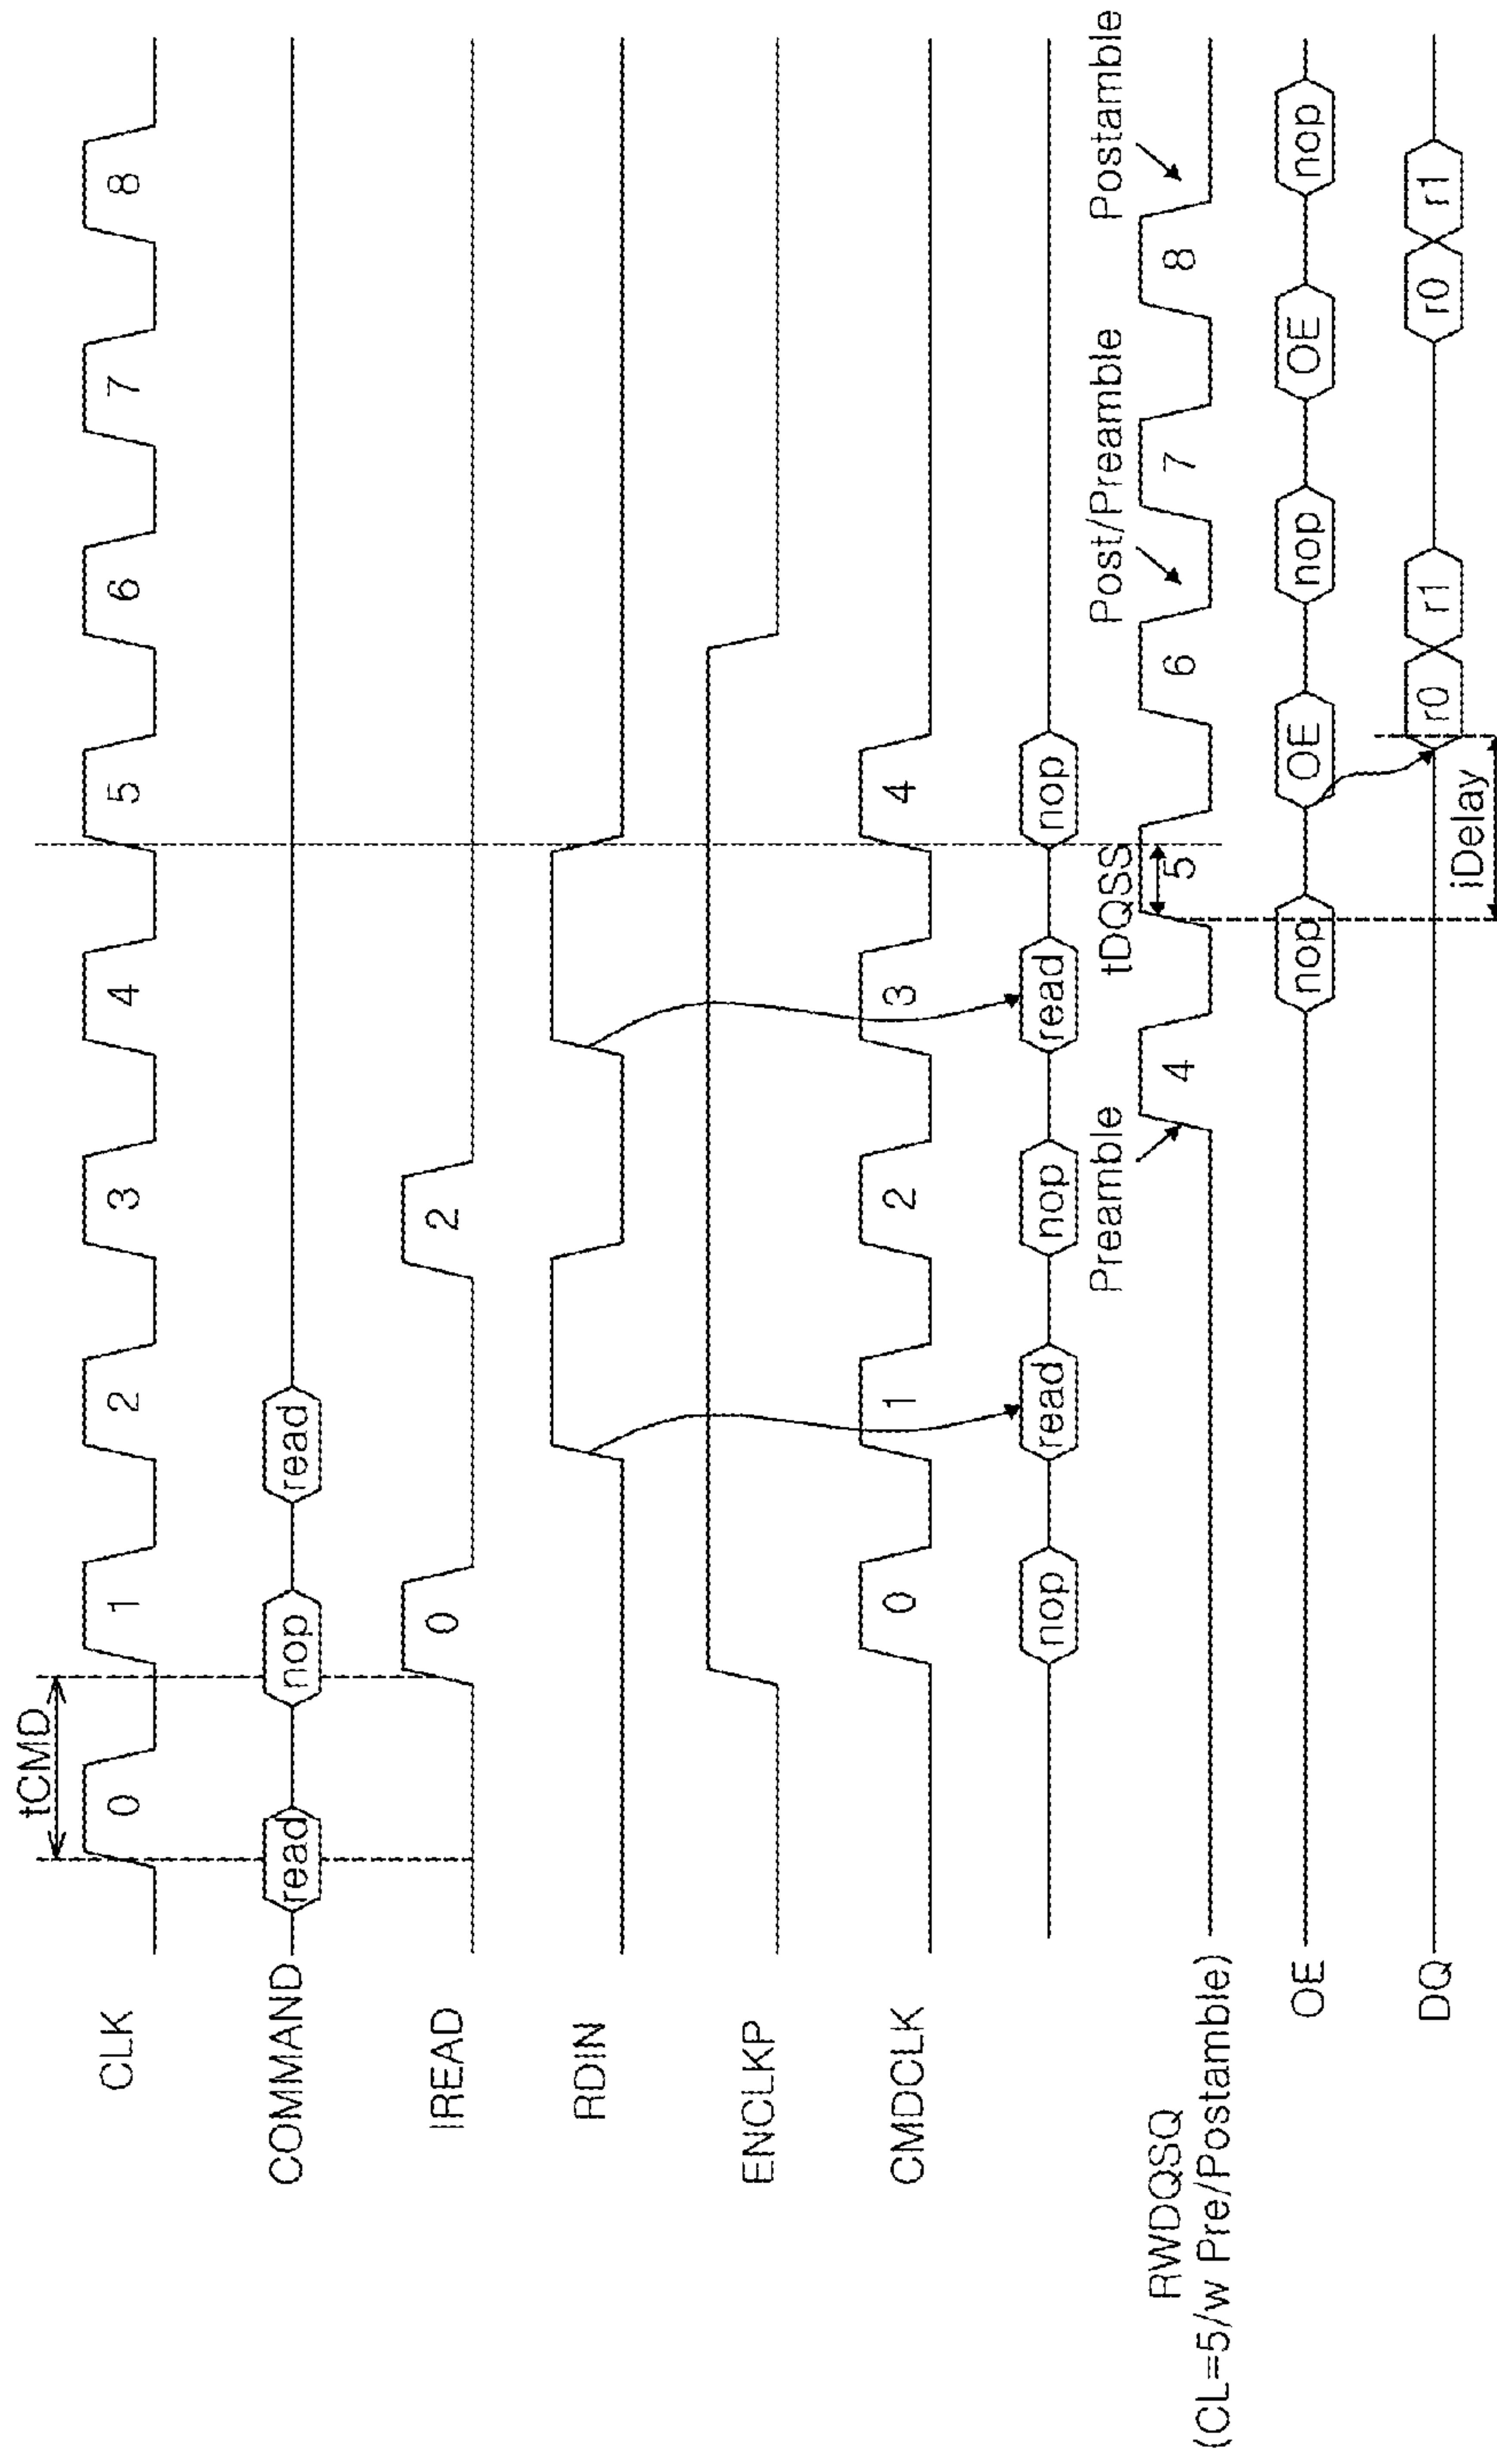 tCMD
CLK 0 1 2 3 4 5 6 7 8
COMMAND read nop read
IREAD 0 2
RDIN
ENCLKP
CMDCLK 0 1 2 3 4
nop read nop read nop
Preamble tDQSS Post/Preamble Postamble
RWDQSQ 4 5 6 7 8
(CL=5/w Pre/Postamble)
OE nop OE nop OE nop
DQ r0 r1 r0 r1
iDelay